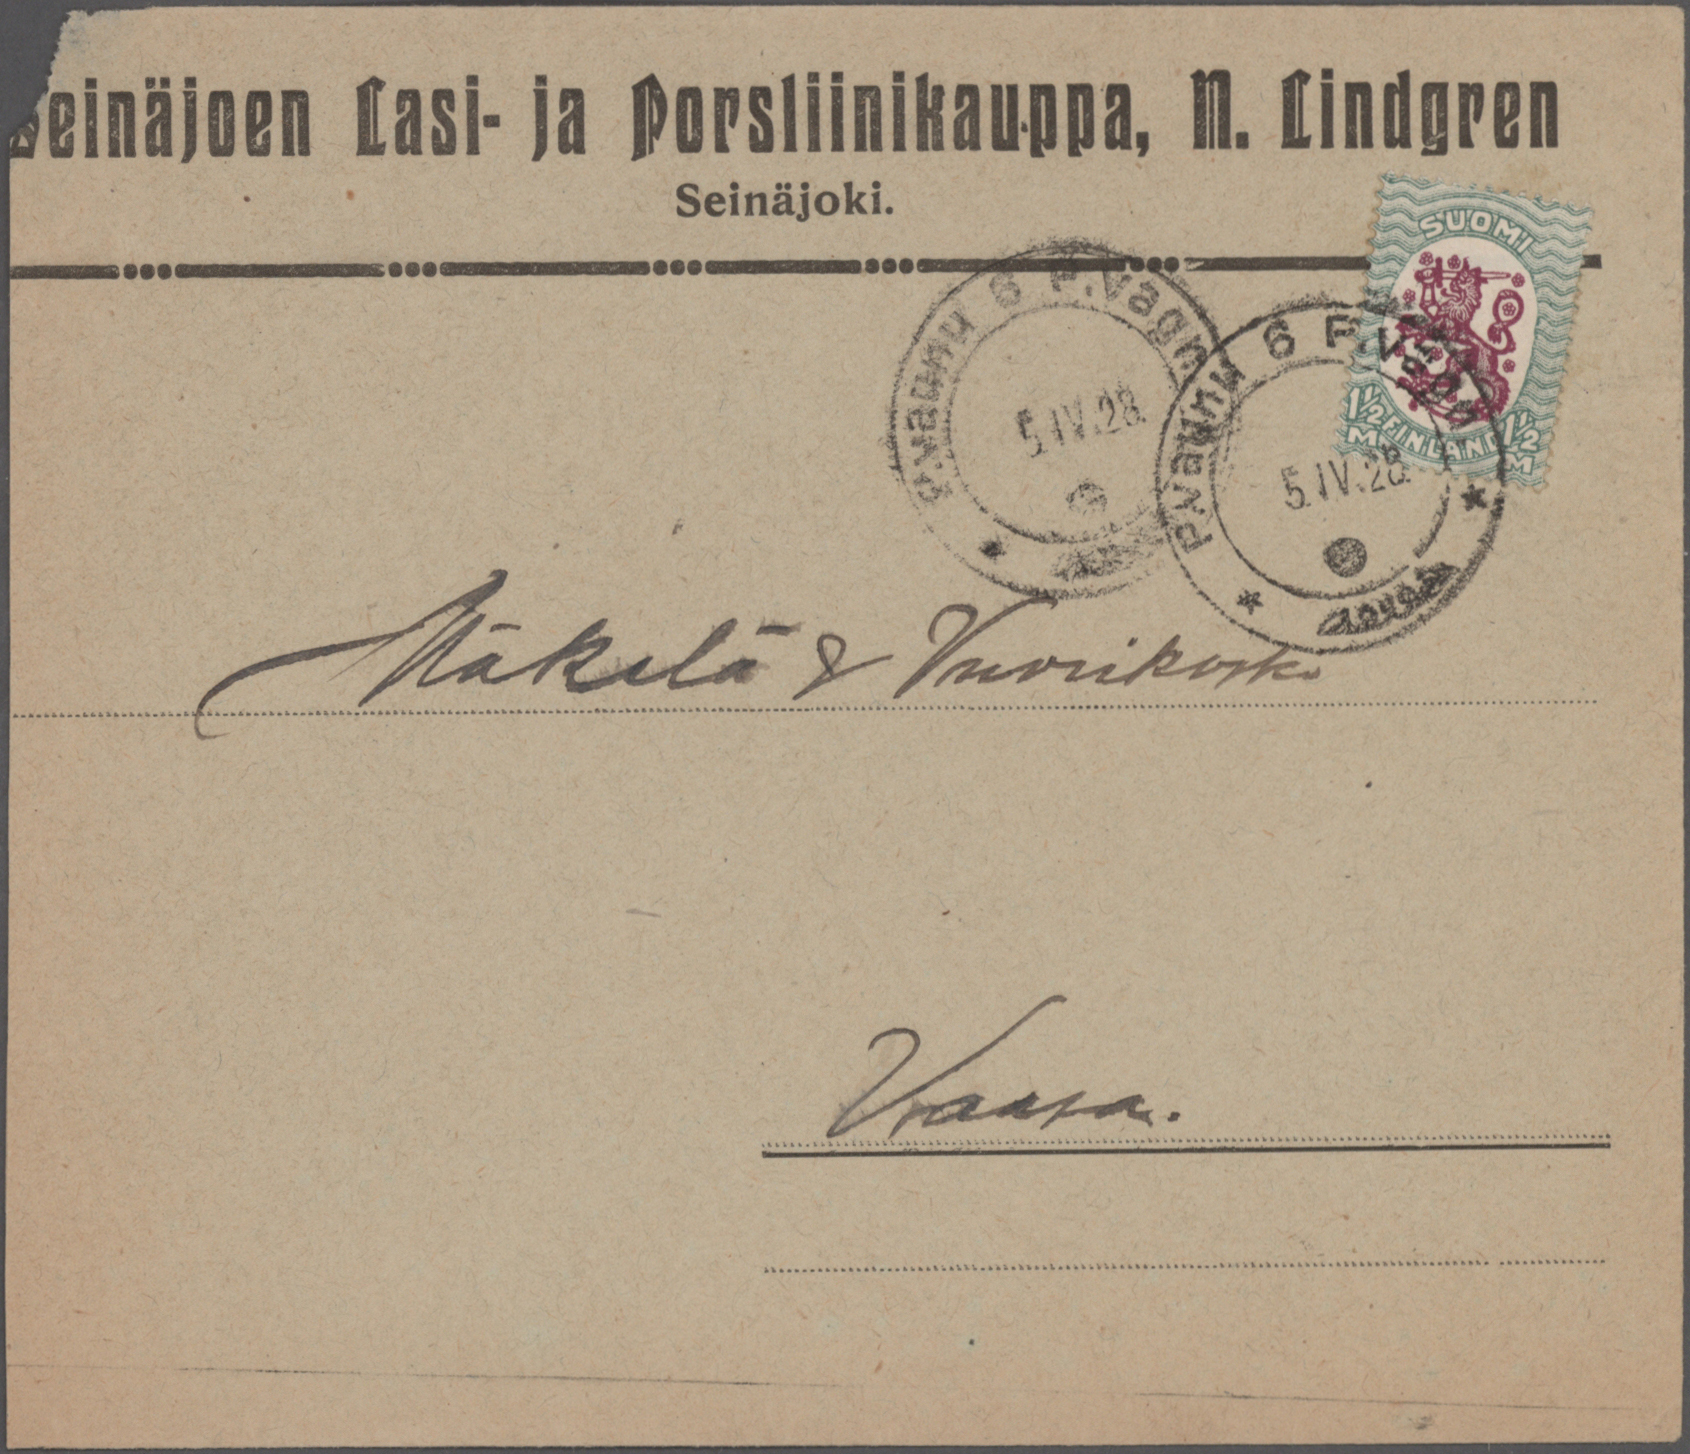 Seinäjoen Lasi- ja Porsliinikauppa, N. Lindgren
Seinäjoki.
SUOMI
1½ M FINLAND 1½ M
P.vaunu 6 P.vagn
5.IV.28.
P.vaunu 6 P.V
5.IV.28.
Mäkelä & Vuorikoski
Vaasa.